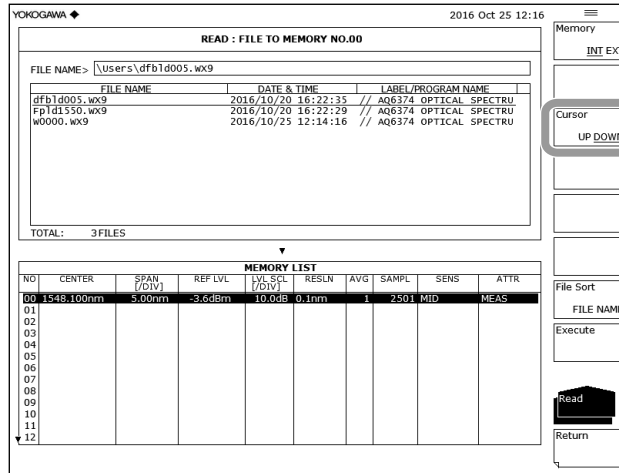 YOKOGAWA ◆ 2016 Oct 25 12:16
READ : FILE TO MEMORY NO.00
FILE NAME> \Users\dfbld005.WX9
FILE NAME DATE & TIME LABEL/PROGRAM NAME
dfbld005.WX9 2016/10/20 16:22:35 // AQ6374 OPTICAL SPECTRU
Fpld1550.WX9 2016/10/20 16:22:29 // AQ6374 OPTICAL SPECTRU
W0000.WX9 2016/10/25 12:14:16 // AQ6374 OPTICAL SPECTRU
TOTAL: 3FILES
MEMORY LIST
NO CENTER SPAN [/DIV] REF LVL LVL SCL [/DIV] RESLN AVG SAMPL SENS ATTR
00 1548.100nm 5.00nm -3.6dBm 10.0dB 0.1nm 1 2501 MID MEAS
01
02
03
04
05
06
07
08
09
10
11
12
Memory
INT EX
Cursor
UP DOWN
File Sort
FILE NAM
Execute
Read
Return